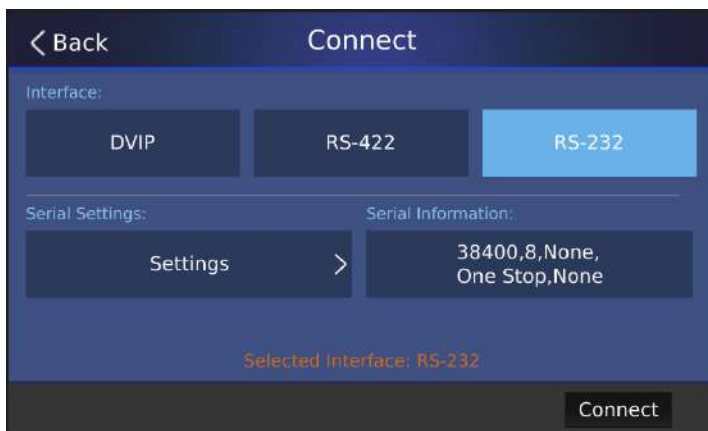 Back
Connect
Interface:
DVIP
RS-422
RS-232
Serial Settings:
Serial Information:
Settings
38400,8,None,
One Stop,None
Selected Interface: RS-232
Connect